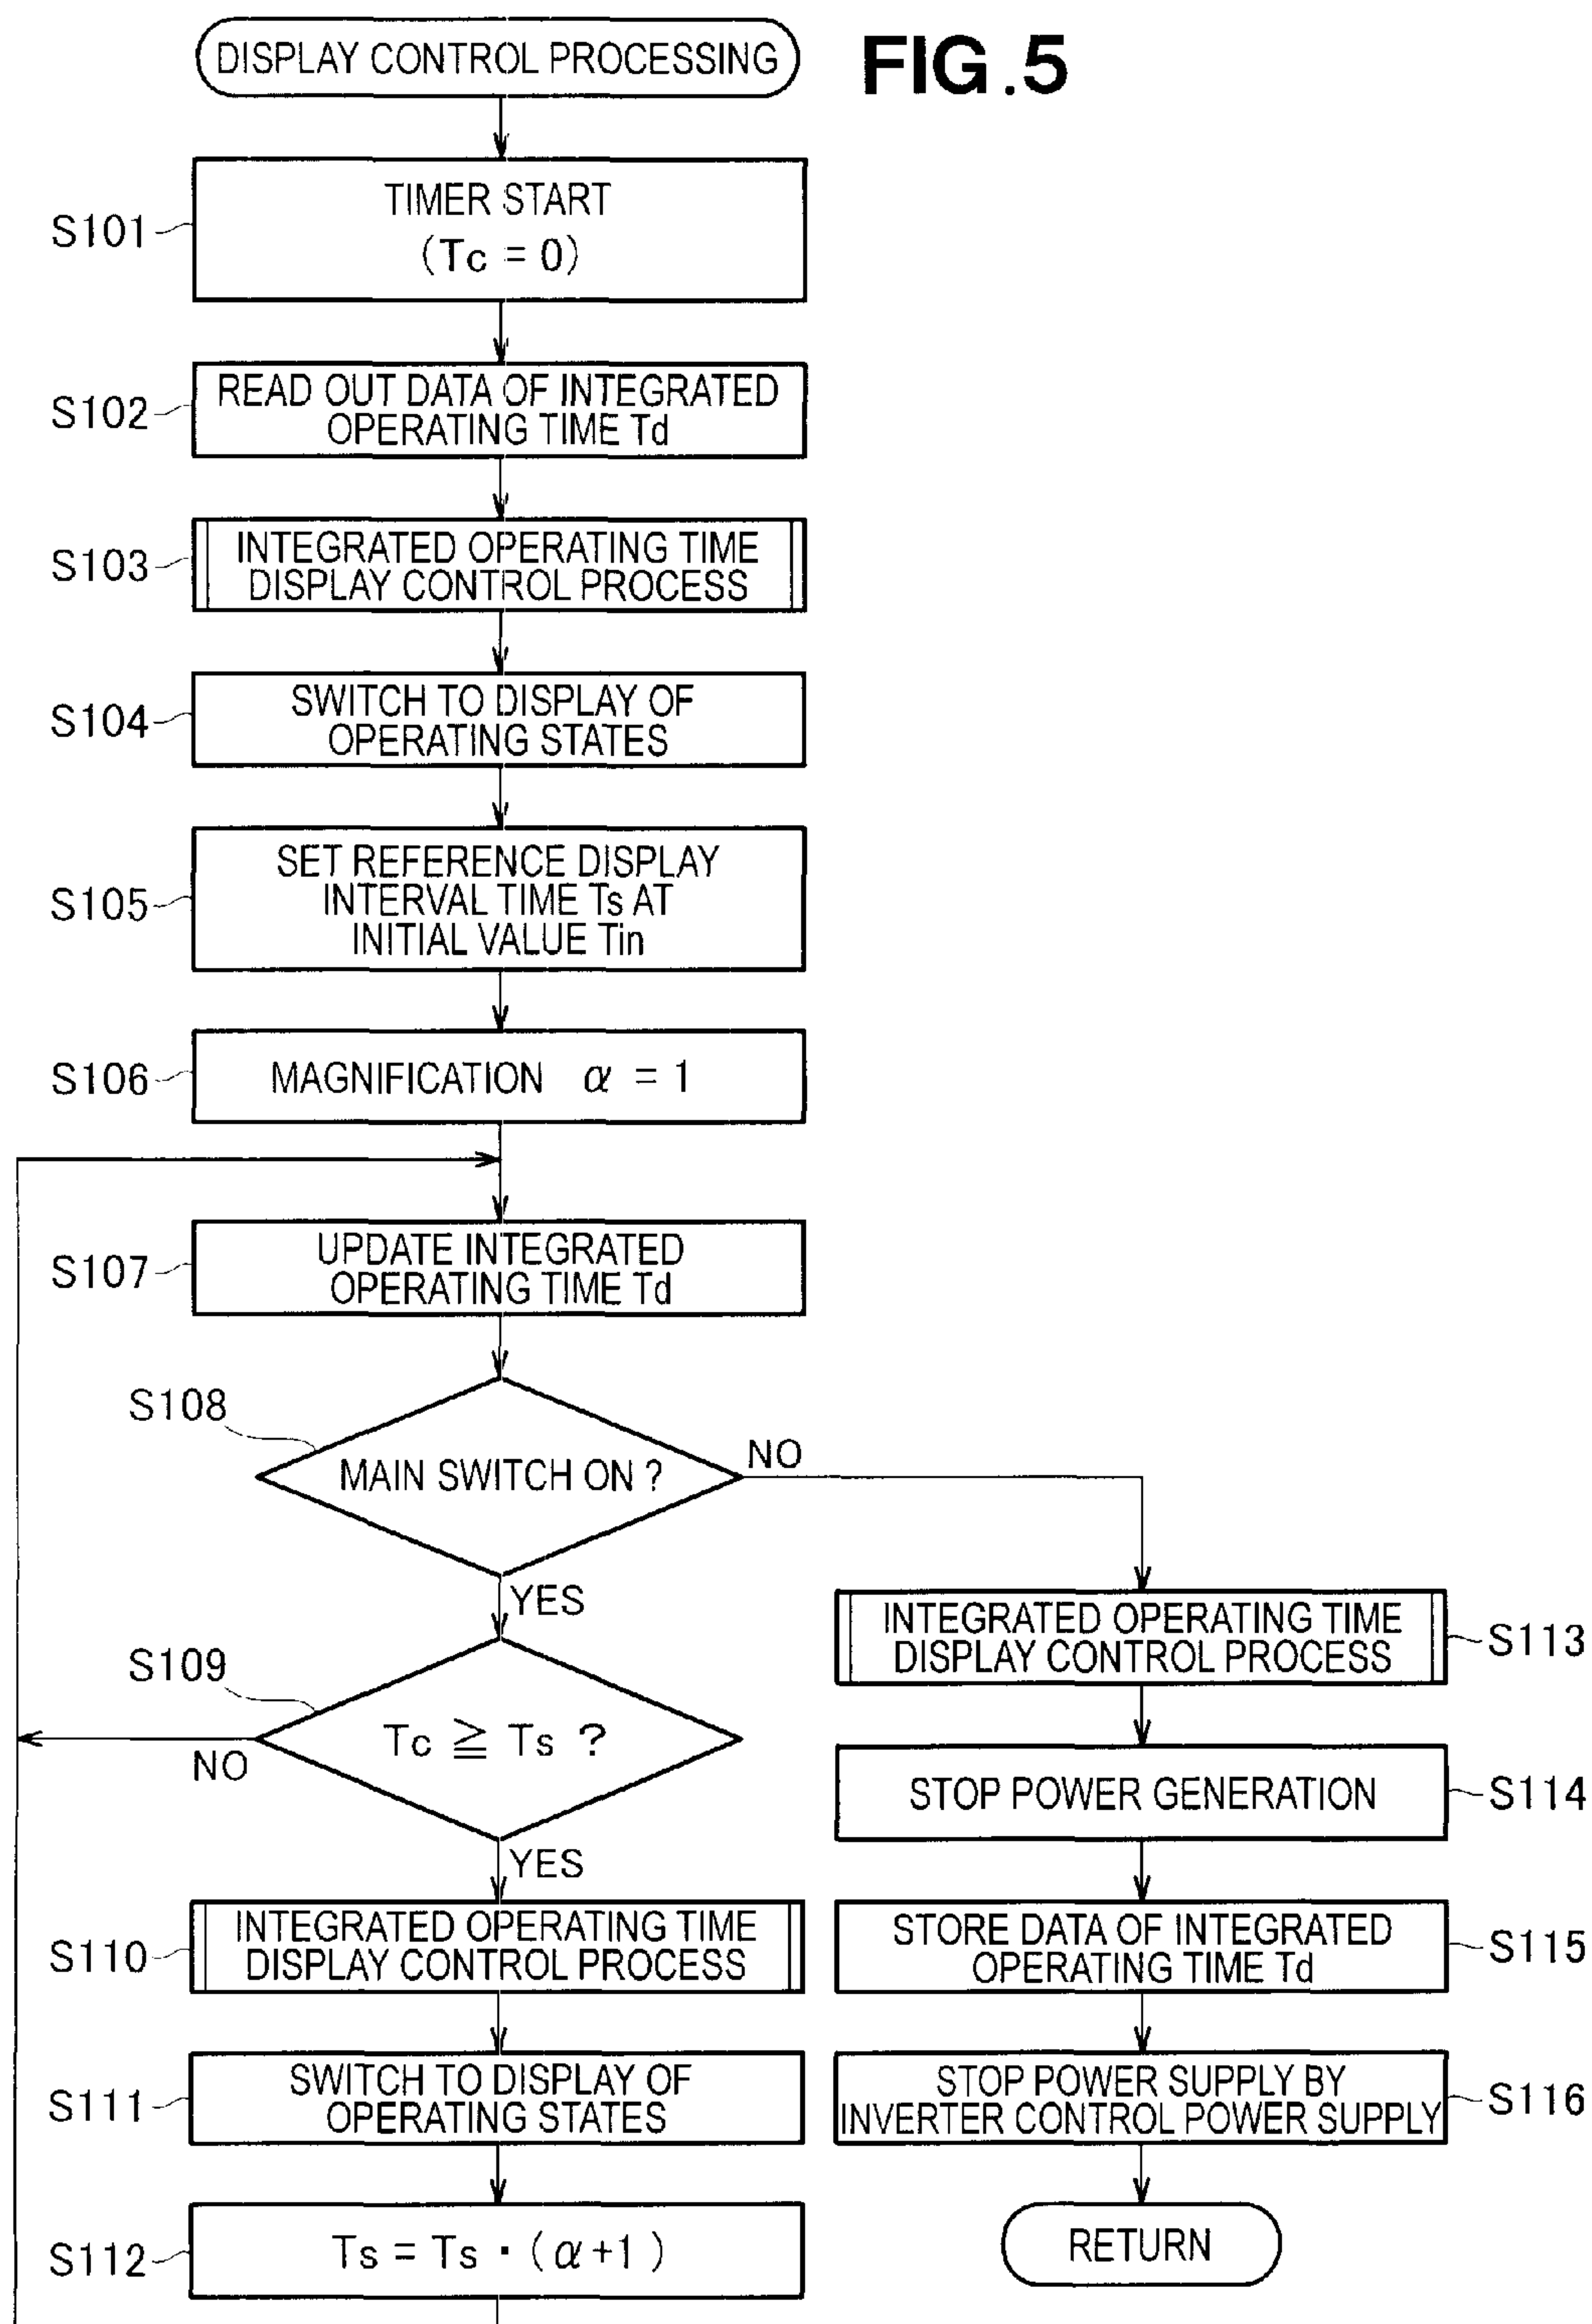 DISPLAY CONTROL PROCESSING
FIG.5
S101
TIMER START
(Tc = 0)
S102
READ OUT DATA OF INTEGRATED
OPERATING TIME Td
S103
INTEGRATED OPERATING TIME
DISPLAY CONTROL PROCESS
S104
SWITCH TO DISPLAY OF
OPERATING STATES
S105
SET REFERENCE DISPLAY
INTERVAL TIME Ts AT
INITIAL VALUE Tin
S106
MAGNIFICATION α = 1
S107
UPDATE INTEGRATED
OPERATING TIME Td
S108
MAIN SWITCH ON ?
NO
YES
S109
Tc ≧ Ts ?
NO
YES
S110
INTEGRATED OPERATING TIME
DISPLAY CONTROL PROCESS
S111
SWITCH TO DISPLAY OF
OPERATING STATES
S112
Ts = Ts · (α+1)
INTEGRATED OPERATING TIME
DISPLAY CONTROL PROCESS
S113
STOP POWER GENERATION
S114
STORE DATA OF INTEGRATED
OPERATING TIME Td
S115
STOP POWER SUPPLY BY
INVERTER CONTROL POWER SUPPLY
S116
RETURN